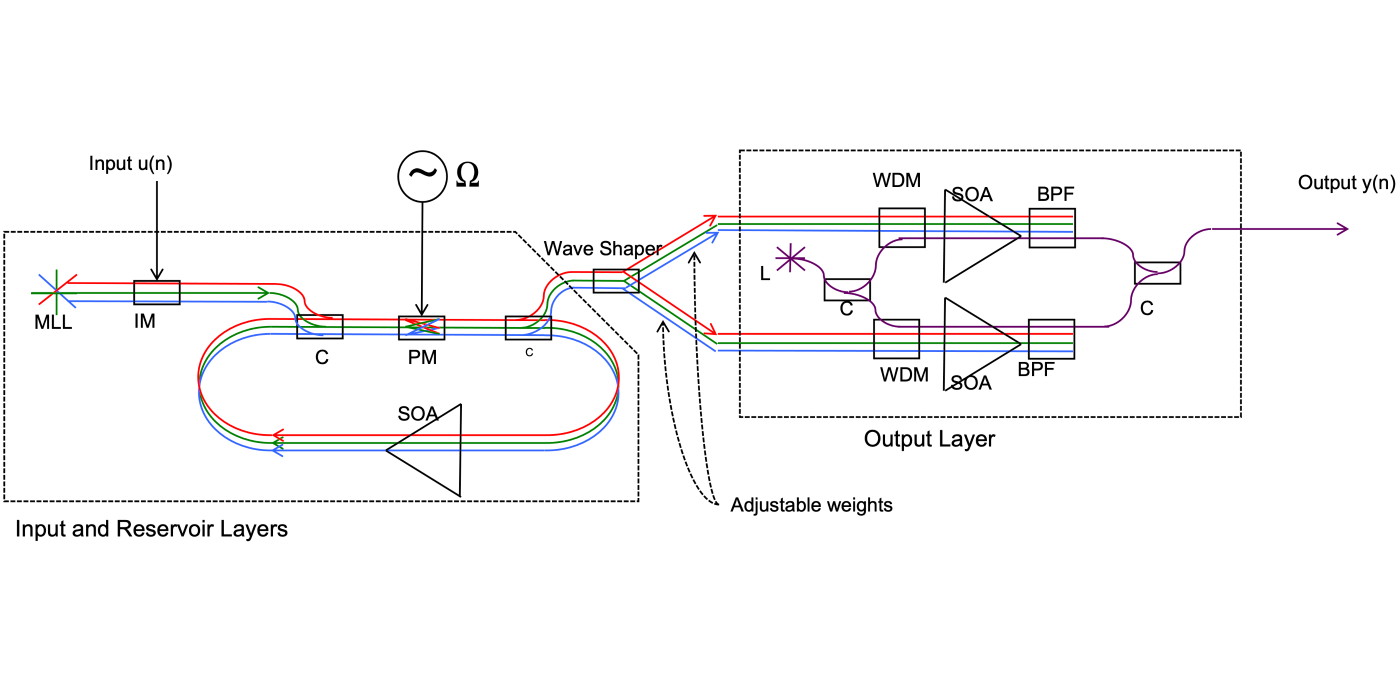 Input u(n)
~ Ω
WDM
SOA
BPF
Output y(n)
Wave Shaper
L
MLL
IM
C
C
C
PM
C
WDM
SOA
BPF
SOA
Output Layer
Adjustable weights
Input and Reservoir Layers